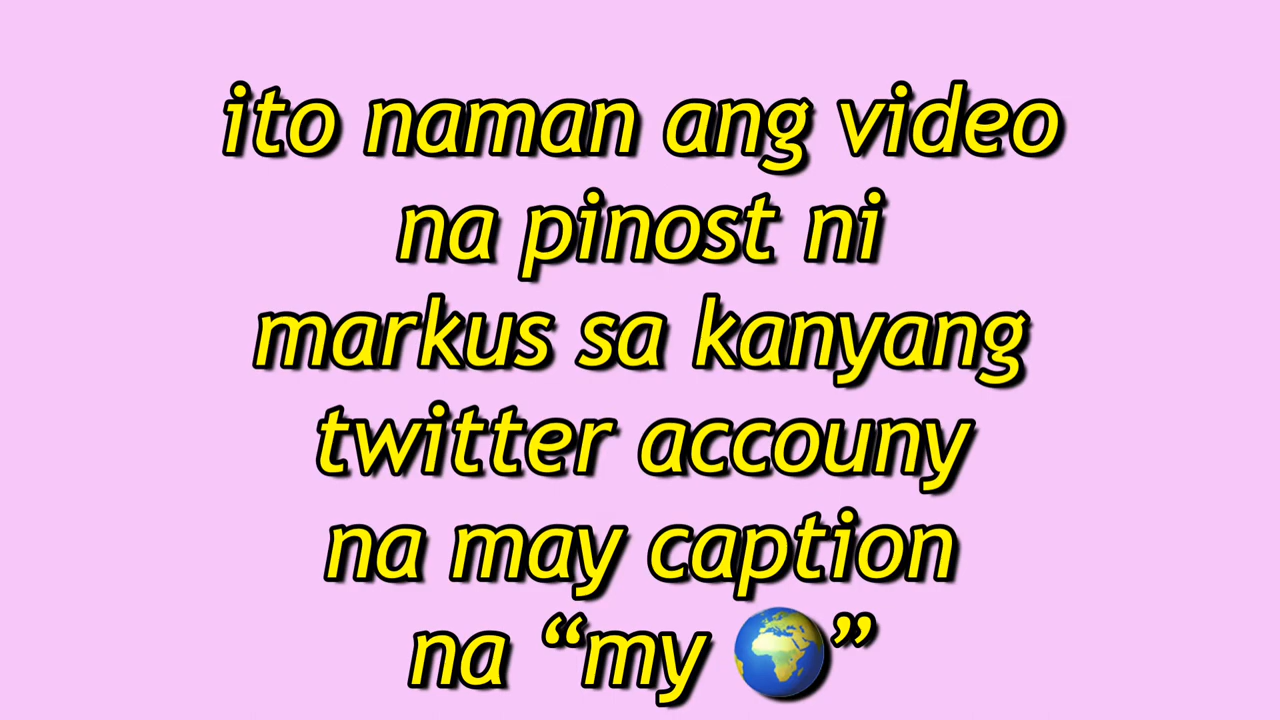 ito naman ang video
na pinost ni
markus sa kanyang
twitter accouny
na may caption
na “my 🌍”